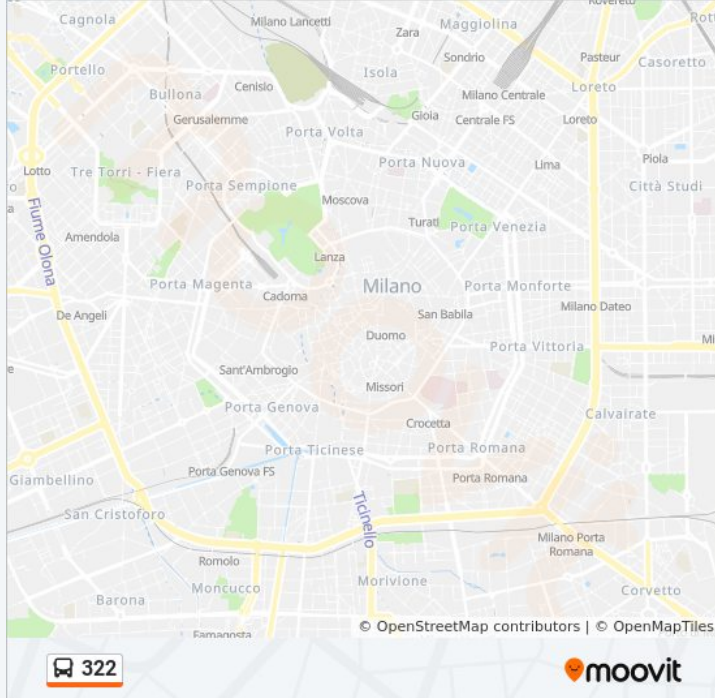 Rovereto
Cagnola
Milano Lancetti
Zara
Maggiolina
Sondrio
Pasteur
Casoretto
Portello
Isola
Bullona
Cenisio
Milano Centrale
Loreto
Gerusalemme
Porta Volta
Gioia
Centrale FS
Loreto
Lotto
Tre Torri - Fiera
Porta Nuova
Lima
Piola
Porta Sempione
Città Studi
Moscova
Fiume Olona
Amendola
Turati
Porta Venezia
Lanza
Porta Magenta
Cadorna
Milano
Porta Monforte
De Angeli
San Babila
Milano Dateo
Duomo
Porta Vittoria
Sant'Ambrogio
Missori
Porta Genova
Crocetta
Calvairate
Porta Ticinese
Porta Romana
Giambellino
Porta Genova FS
Porta Romana
San Cristoforo
Ticinello
Milano Porta
Romana
Romolo
Moncucco
Morivione
Corvetto
Barona
Famagosta
© OpenStreetMap contributors | © OpenMapTiles
322
moovit